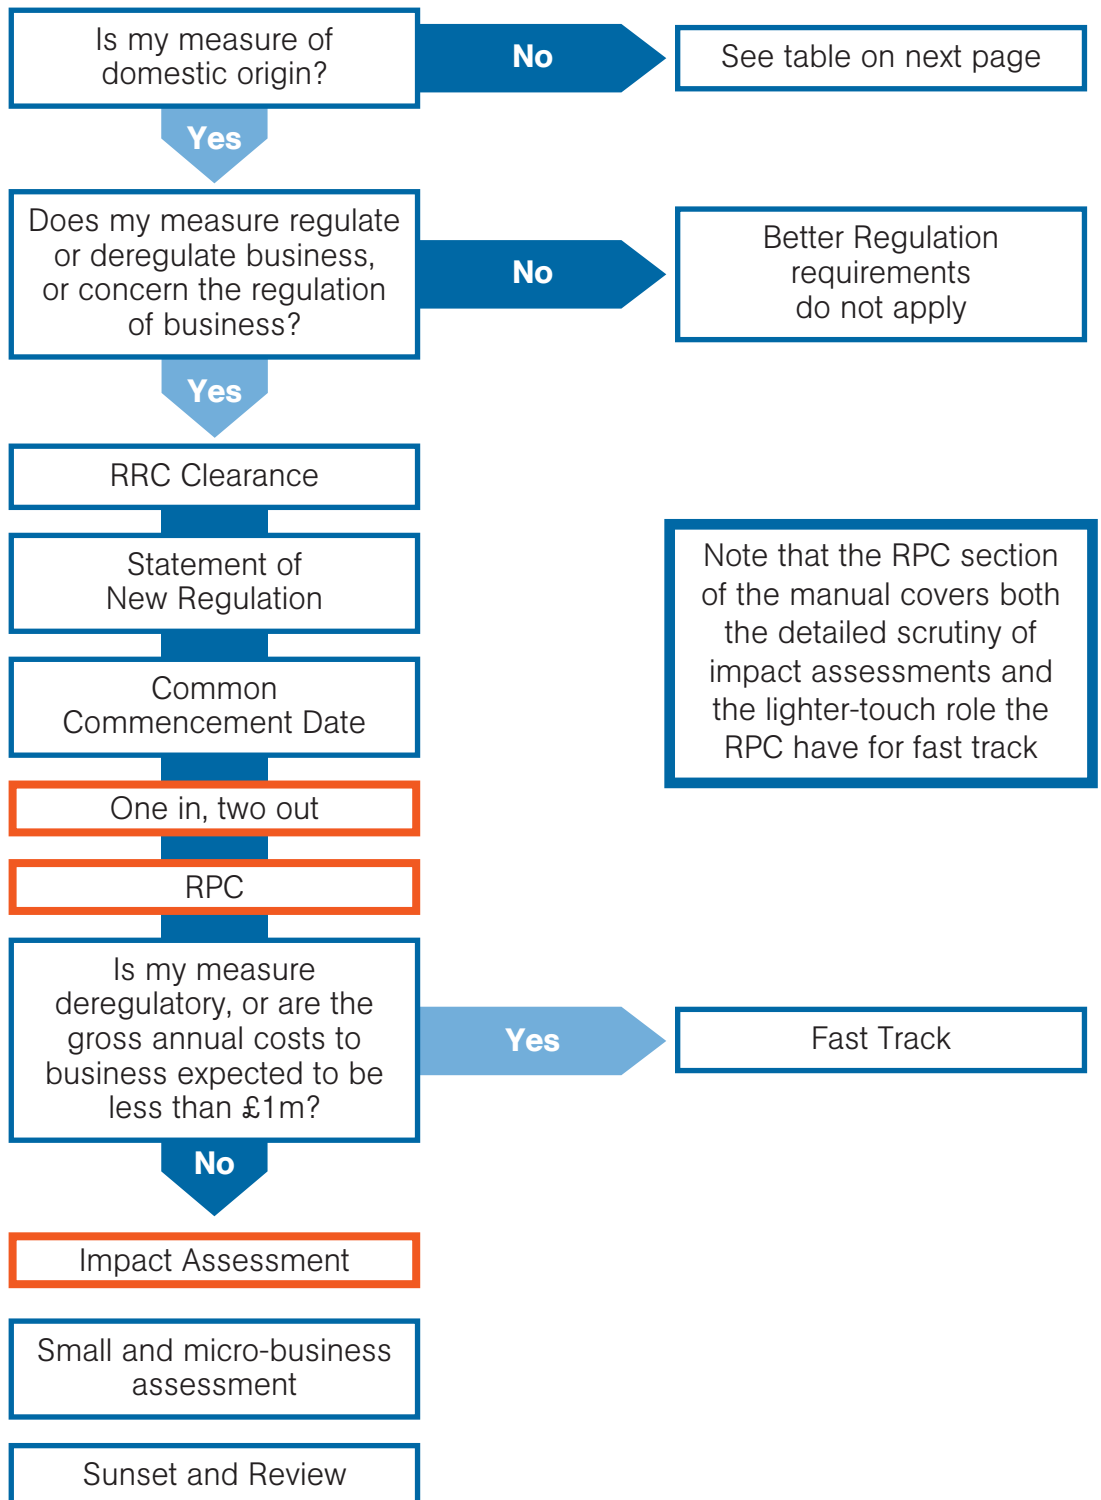 Is my measure of
domestic origin?
No
See table on next page
Yes
Does my measure regulate
or deregulate business,
or concern the regulation
of business?
No
Better Regulation
requirements
do not apply
Yes
RRC Clearance
Statement of
New Regulation
Common
Commencement Date
One in, two out
RPC
Note that the RPC section
of the manual covers both
the detailed scrutiny of
impact assessments and
the lighter-touch role the
RPC have for fast track
Is my measure
deregulatory, or are the
gross annual costs to
business expected to be
less than £1m?
Yes
Fast Track
No
Impact Assessment
Small and micro-business
assessment
Sunset and Review